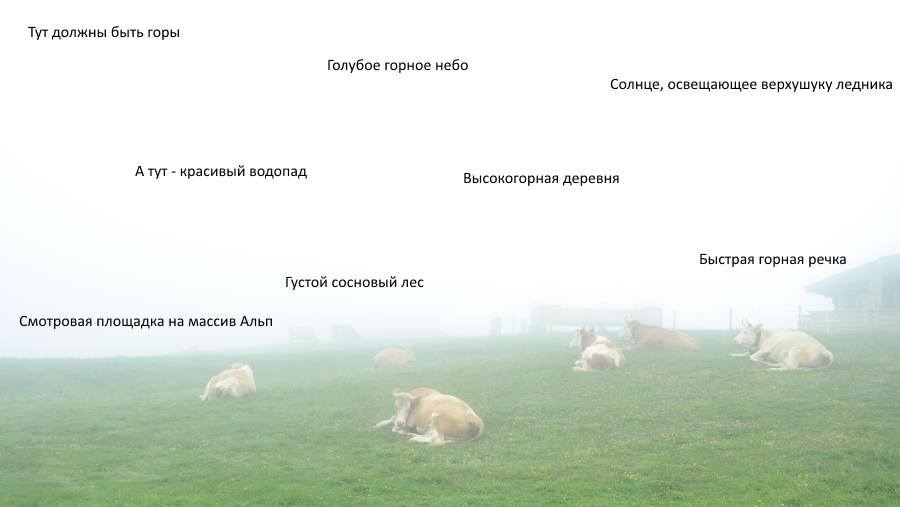 Тут должны быть горы
Голубое горное небо
Солнце, освещающее верхушуку ледника
А тут - красивый водопад
Высокогорная деревня
Быстрая горная речка
Густой сосновый лес
Смотровая площадка на массив Альп